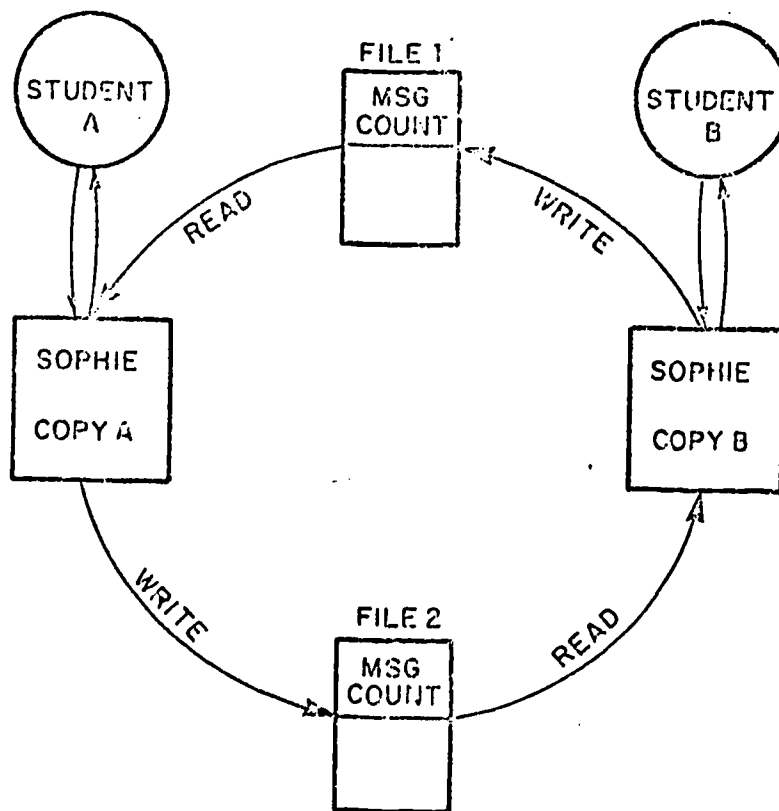 FILE 1
STUDENT
A
MSG
COUNT
STUDENT
B
READ
WRITE
SOPHIE
COPY A
SOPHIE
COPY B
WRITE
FILE 2
READ
MSG
COUNT